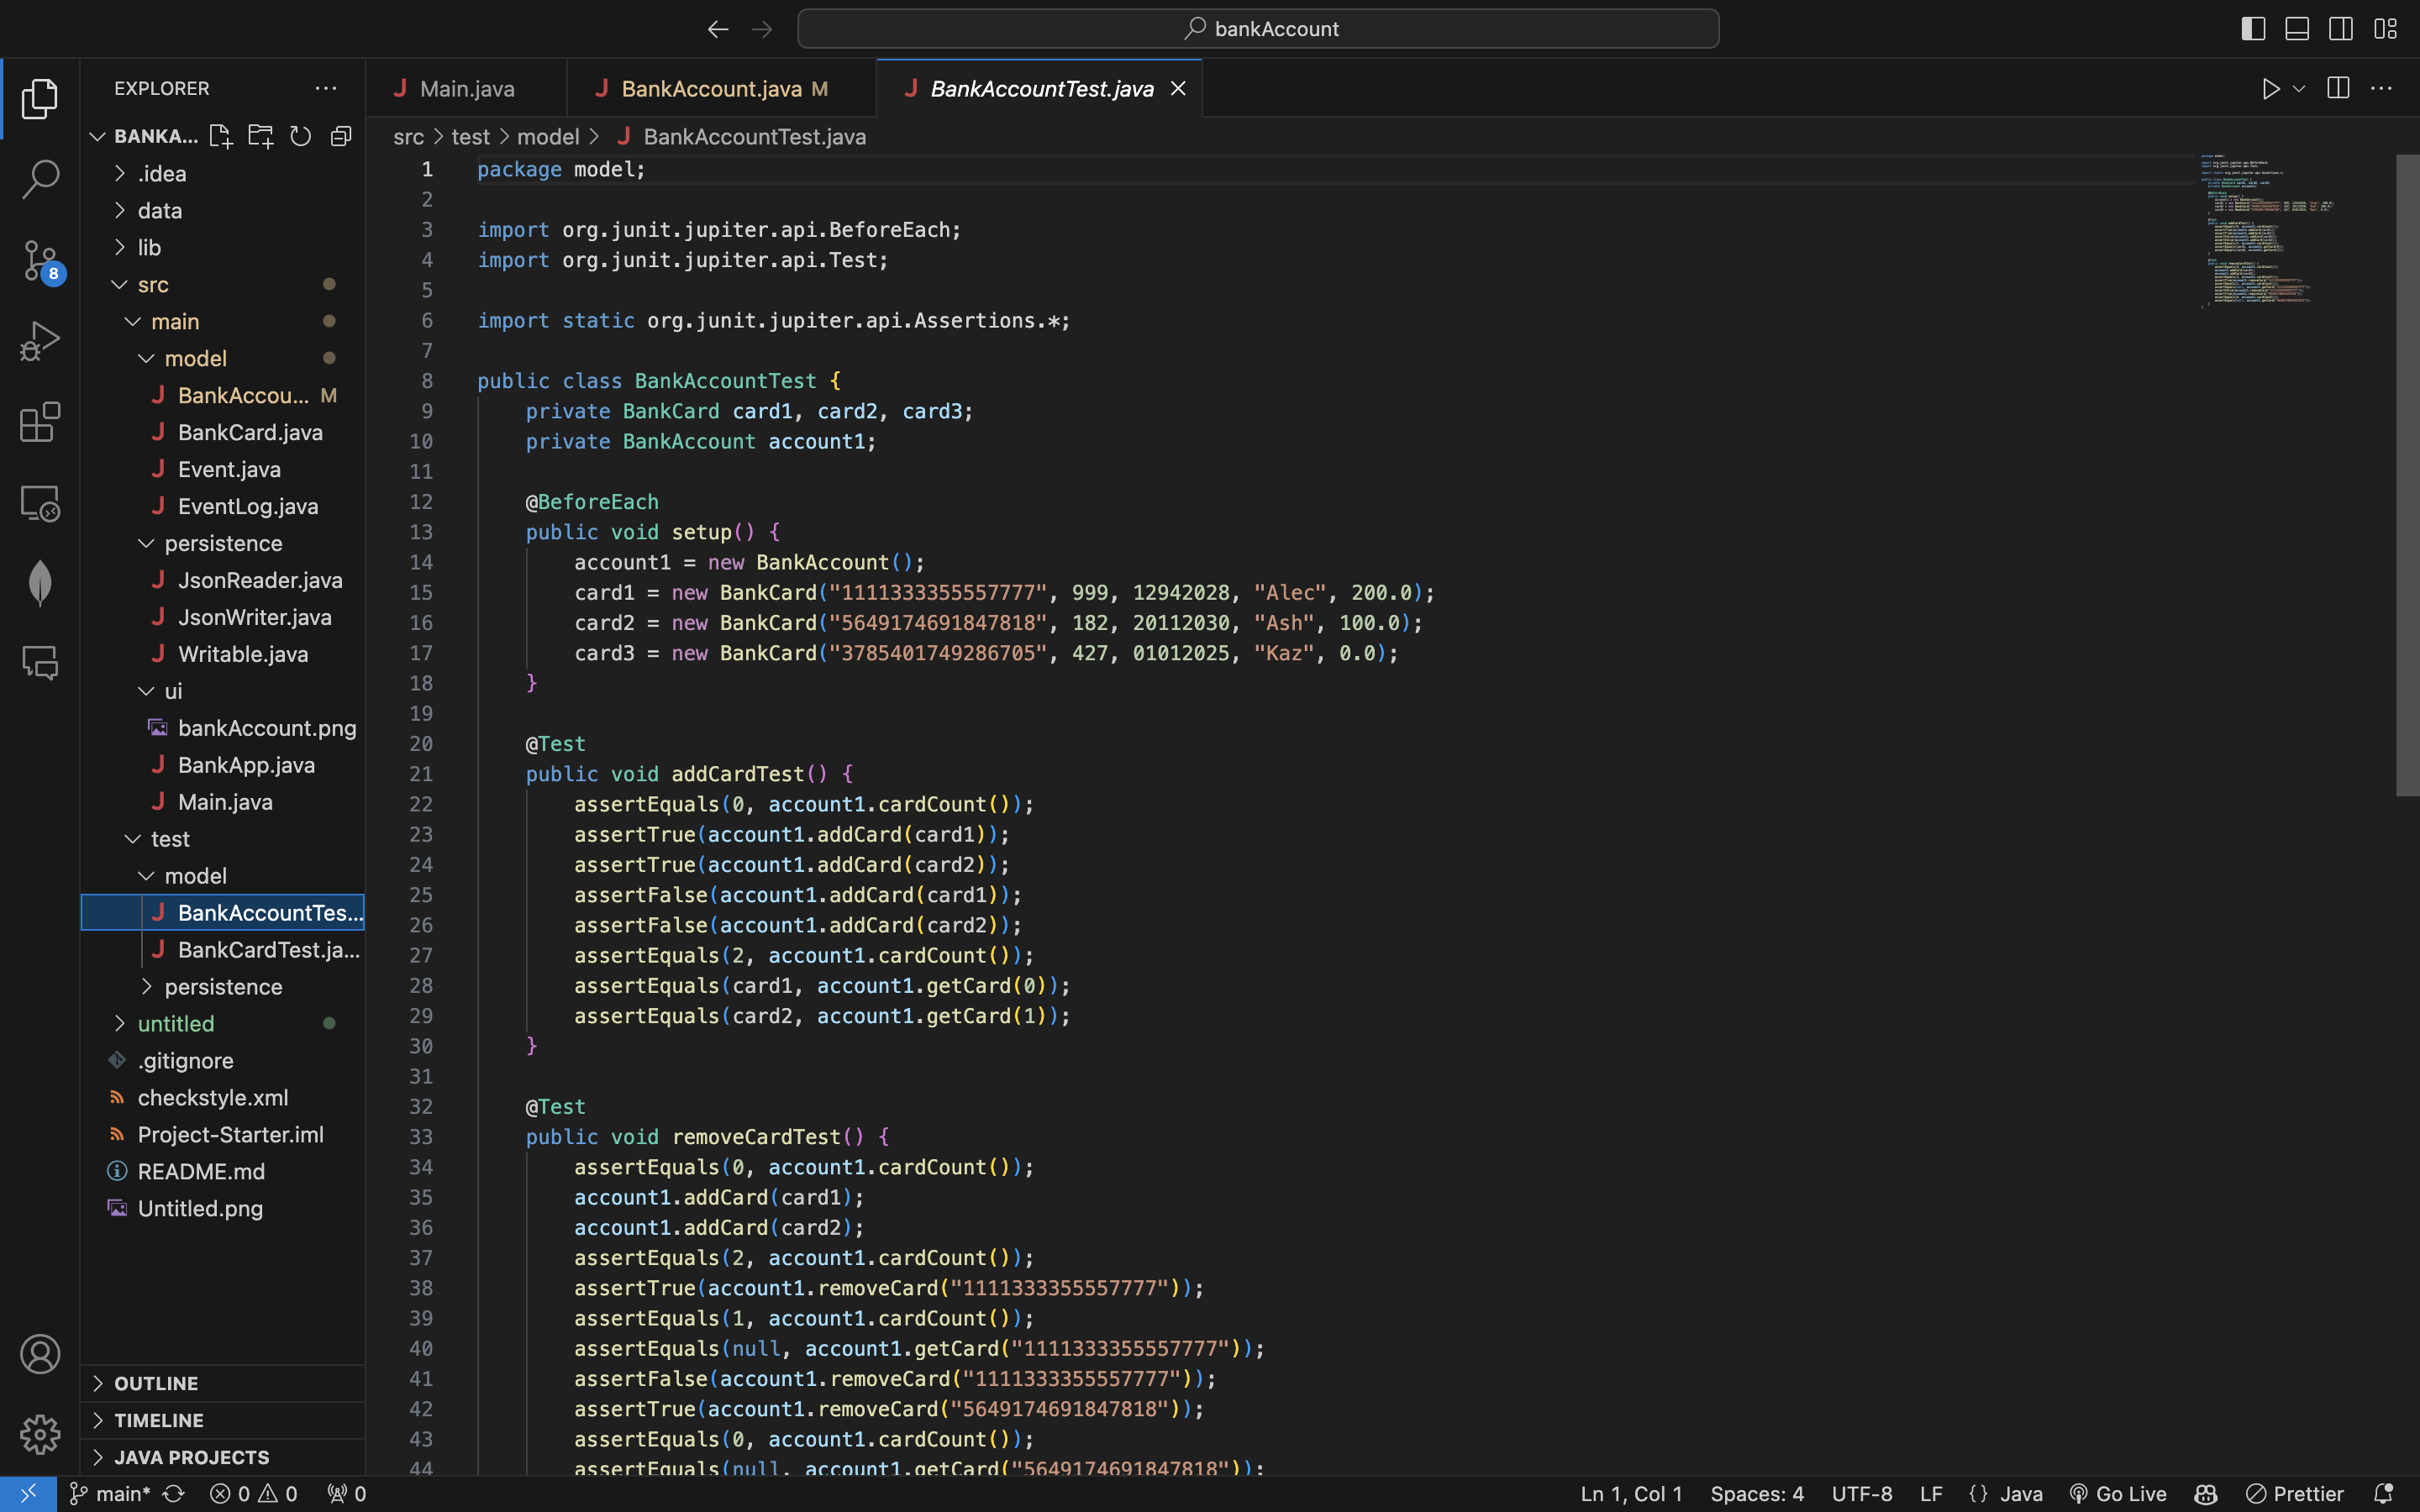 bankAccount
EXPLORER
BANKA...
.idea
data
lib
src
main
model
BankAccou... M
BankCard.java
Event.java
EventLog.java
persistence
JsonReader.java
JsonWriter.java
Writable.java
ui
bankAccount.png
BankApp.java
Main.java
test
model
BankAccountTes...
BankCardTest.ja...
persistence
untitled
.gitignore
checkstyle.xml
Project-Starter.iml
README.md
Untitled.png
OUTLINE
TIMELINE
JAVA PROJECTS
8
Main.java
BankAccount.java M
BankAccountTest.java
src > test > model > BankAccountTest.java
1 package model;
2
3 import org.junit.jupiter.api.BeforeEach;
4 import org.junit.jupiter.api.Test;
5
6 import static org.junit.jupiter.api.Assertions.*;
7
8 public class BankAccountTest {
9 private BankCard card1, card2, card3;
10 private BankAccount account1;
11
12 @BeforeEach
13 public void setup() {
14 account1 = new BankAccount();
15 card1 = new BankCard("1111333355557777", 999, 12942028, "Alec", 200.0);
16 card2 = new BankCard("5649174691847818", 182, 20112030, "Ash", 100.0);
17 card3 = new BankCard("3785401749286705", 427, 01012025, "Kaz", 0.0);
18 }
19
20 @Test
21 public void addCardTest() {
22 assertEquals(0, account1.cardCount());
23 assertTrue(account1.addCard(card1));
24 assertTrue(account1.addCard(card2));
25 assertFalse(account1.addCard(card1));
26 assertFalse(account1.addCard(card2));
27 assertEquals(2, account1.cardCount());
28 assertEquals(card1, account1.getCard(0));
29 assertEquals(card2, account1.getCard(1));
30 }
31
32 @Test
33 public void removeCardTest() {
34 assertEquals(0, account1.cardCount());
35 account1.addCard(card1);
36 account1.addCard(card2);
37 assertEquals(2, account1.cardCount());
38 assertTrue(account1.removeCard("1111333355557777"));
39 assertEquals(1, account1.cardCount());
40 assertEquals(null, account1.getCard("1111333355557777"));
41 assertFalse(account1.removeCard("1111333355557777"));
42 assertTrue(account1.removeCard("5649174691847818"));
43 assertEquals(0, account1.cardCount());
44 assertEquals(null, account1.getCard("5649174691847818"));
main* 0 0 0 Ln 1, Col 1 Spaces: 4 UTF-8 LF {} Java Go Live Prettier